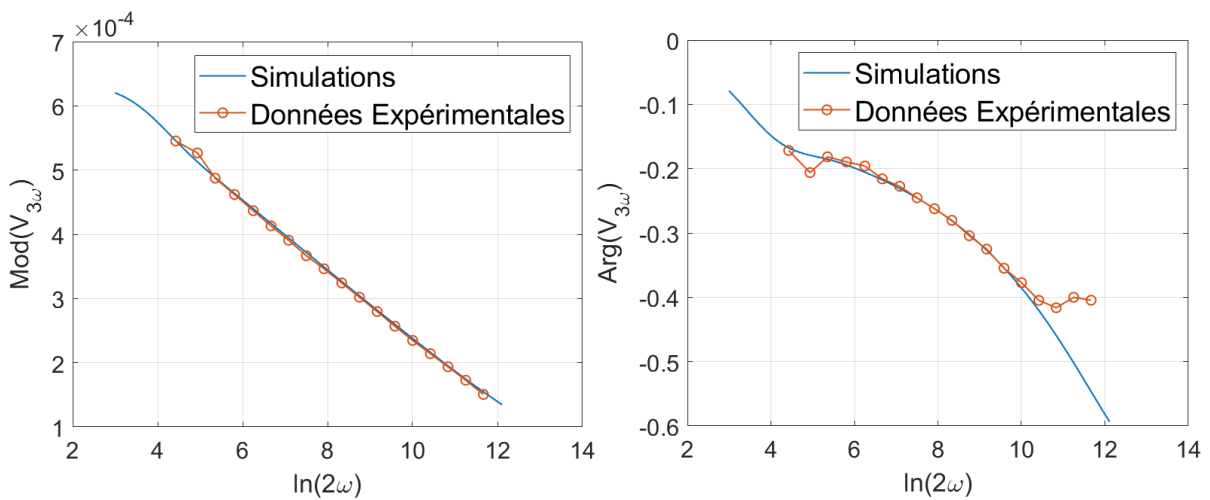 ×10⁻⁴
7
6
5
4
3
2
1
2 4 6 8 10 12 14
Mod(V₃ω)
ln(2ω)
Simulations
Données Expérimentales
0
-0.1
-0.2
-0.3
-0.4
-0.5
-0.6
2 4 6 8 10 12 14
Arg(V₃ω)
ln(2ω)
Simulations
Données Expérimentales